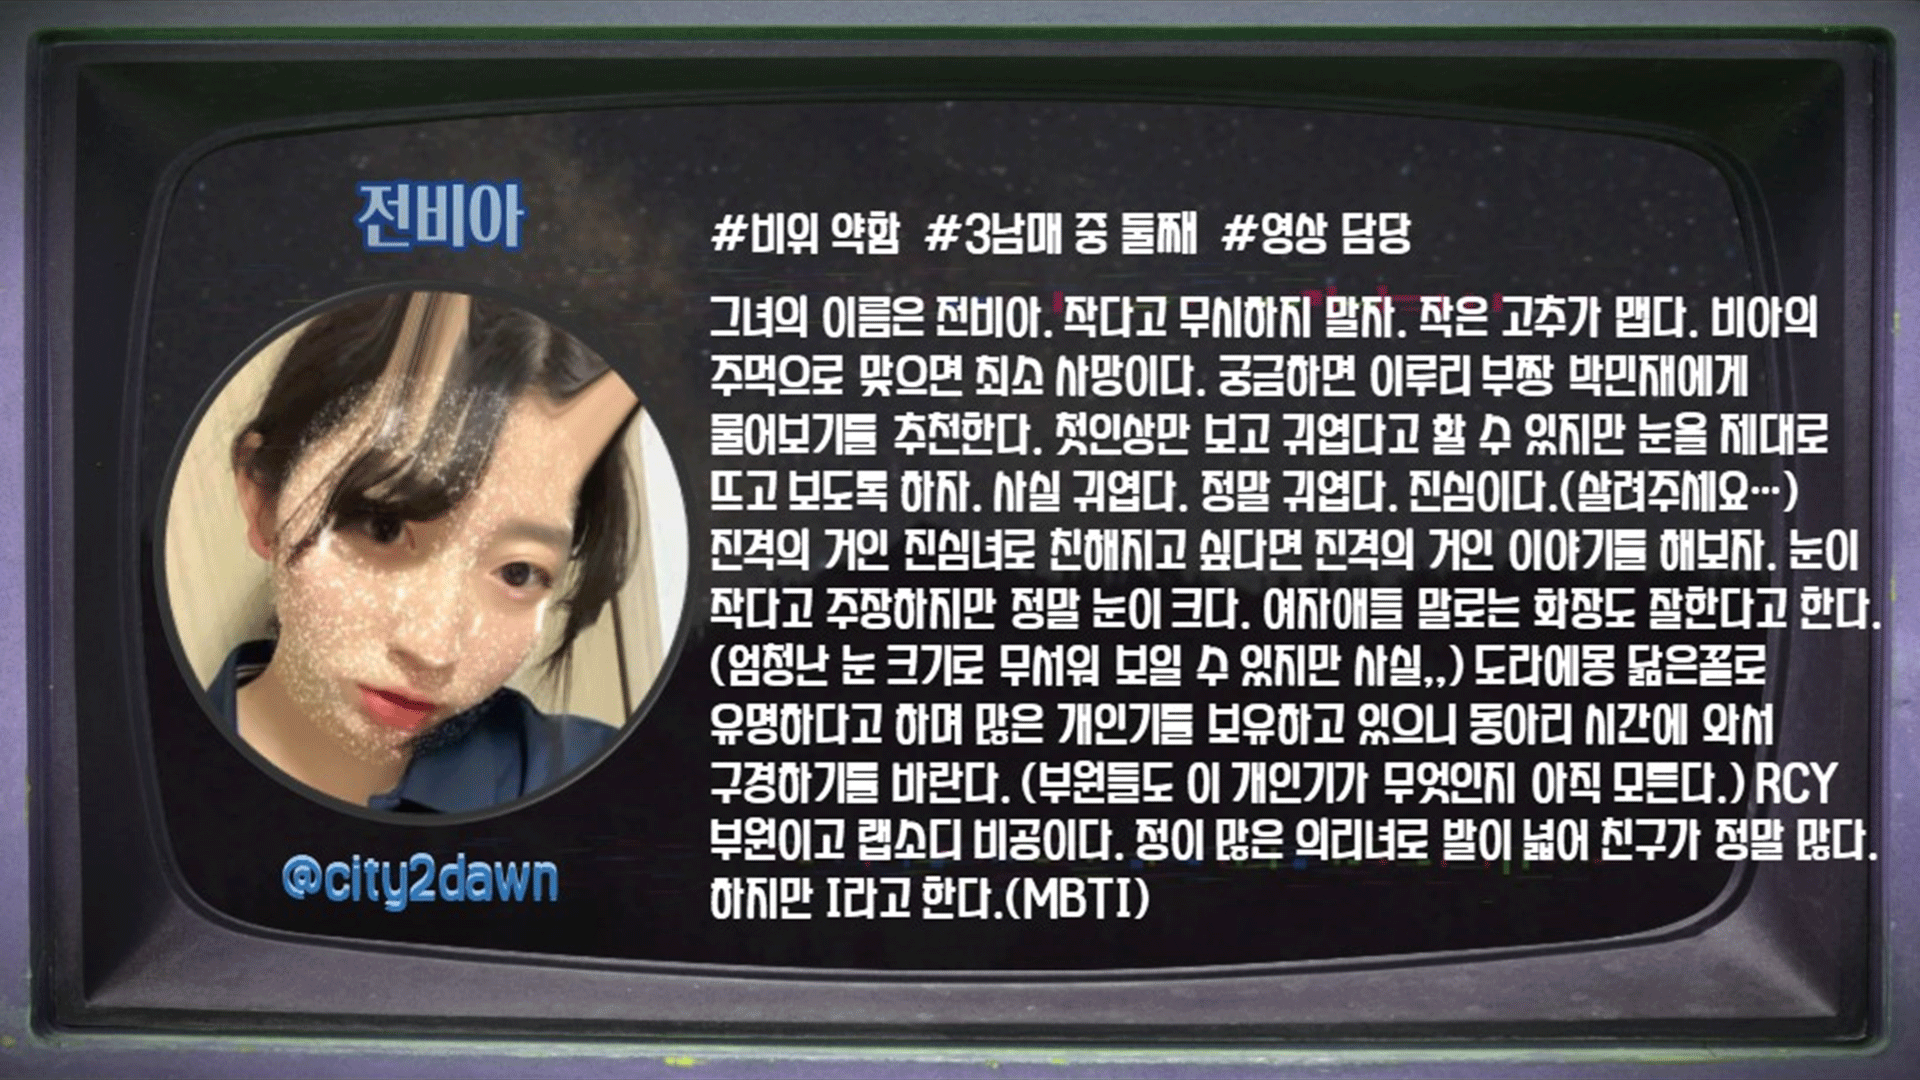 전비아
#비위 약함 #3남매 중 둘째 #영상 담당
그녀의 이름은 전비아. 작다고 무시하지 말자. 작은 고추가 맵다. 비아의
주먹으로 맞으면 최소 사망이다. 궁금하면 이루리 부짱 박민재에게
물어보기를 추천한다. 첫인상만 보고 귀엽다고 할 수 있지만 눈을 제대로
뜨고 보도록 하자. 사실 귀엽다. 정말 귀엽다. 진심이다.(살려주세요…)
진격의 거인 진심녀로 친해지고 싶다면 진격의 거인 이야기를 해보자. 눈이
작다고 주장하지만 정말 눈이 크다. 여자애들 말로는 화장도 잘한다고 한다.
(엄청난 눈 크기로 무서워 보일 수 있지만 사실,,) 도라에몽 닮은꼴로
유명하다고 하며 많은 개인기를 보유하고 있으니 동아리 시간에 와서
구경하기를 바란다. (부원들도 이 개인기가 무엇인지 아직 모른다.) RCY
부원이고 랩소디 비공이다. 정이 많은 의리녀로 발이 넓어 친구가 정말 많다.
하지만 I라고 한다.(MBTI)
@city2dawn